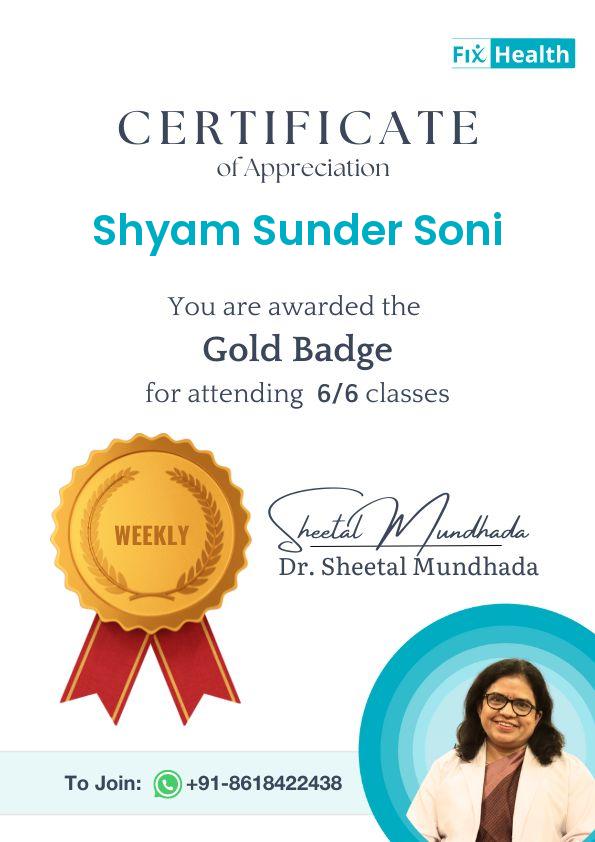 Fix Health
CERTIFICATE
of Appreciation
Shyam Sunder Soni
You are awarded the
Gold Badge
for attending 6/6 classes
WEEKLY
Sheetal Mundhada
Dr. Sheetal Mundhada
To Join: +91-8618422438